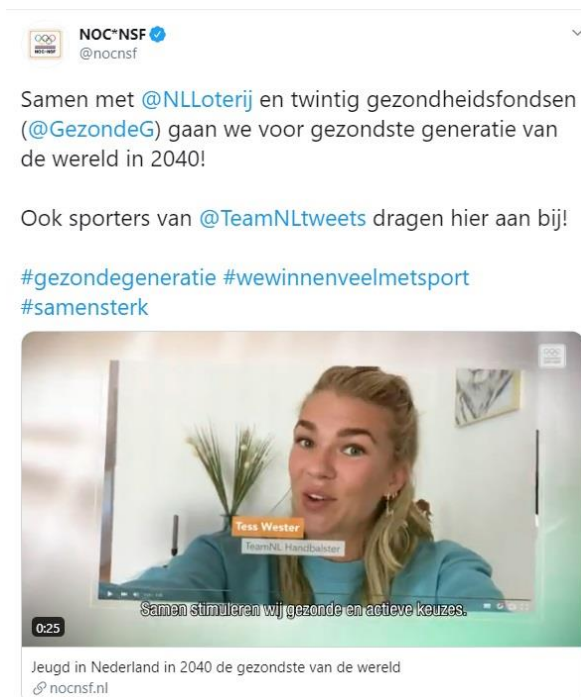 NOC*NSF
@nocnsf
Samen met @NLLoterij en twintig gezondheidsfondsen
(@GezondeG) gaan we voor gezondste generatie van
de wereld in 2040!
Ook sporters van @TeamNLtweets dragen hier aan bij!
#gezondegeneratie #wewinnenveelmetsport
#samensterk
Tess Wester
TeamNL Handbalster
Samen stimuleren wij gezonde en actieve keuzes.
0:25
Jeugd in Nederland in 2040 de gezondste van de wereld
nocnsf.nl